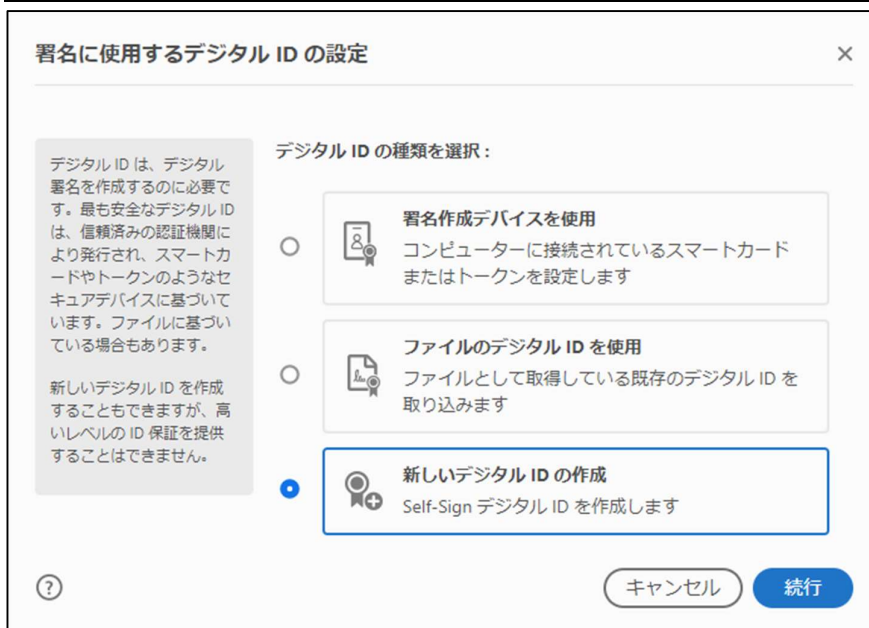 署名に使用するデジタル ID の設定
デジタル ID は、デジタル
署名を作成するのに必要で
す。最も安全なデジタル ID
は、信頼済みの認証機関に
より発行され、スマートカ
ードやトークンのようなセ
キュアデバイスに基づいて
います。ファイルに基づい
ている場合もあります。
新しいデジタル ID を作成
することもできますが、高
いレベルの ID 保証を提供
することはできません。
デジタル ID の種類を選択 :
署名作成デバイスを使用
コンピューターに接続されているスマートカード
またはトークンを設定します
ファイルのデジタル ID を使用
ファイルとして取得している既存のデジタル ID を
取り込みます
新しいデジタル ID の作成
Self-Sign デジタル ID を作成します
キャンセル
続行